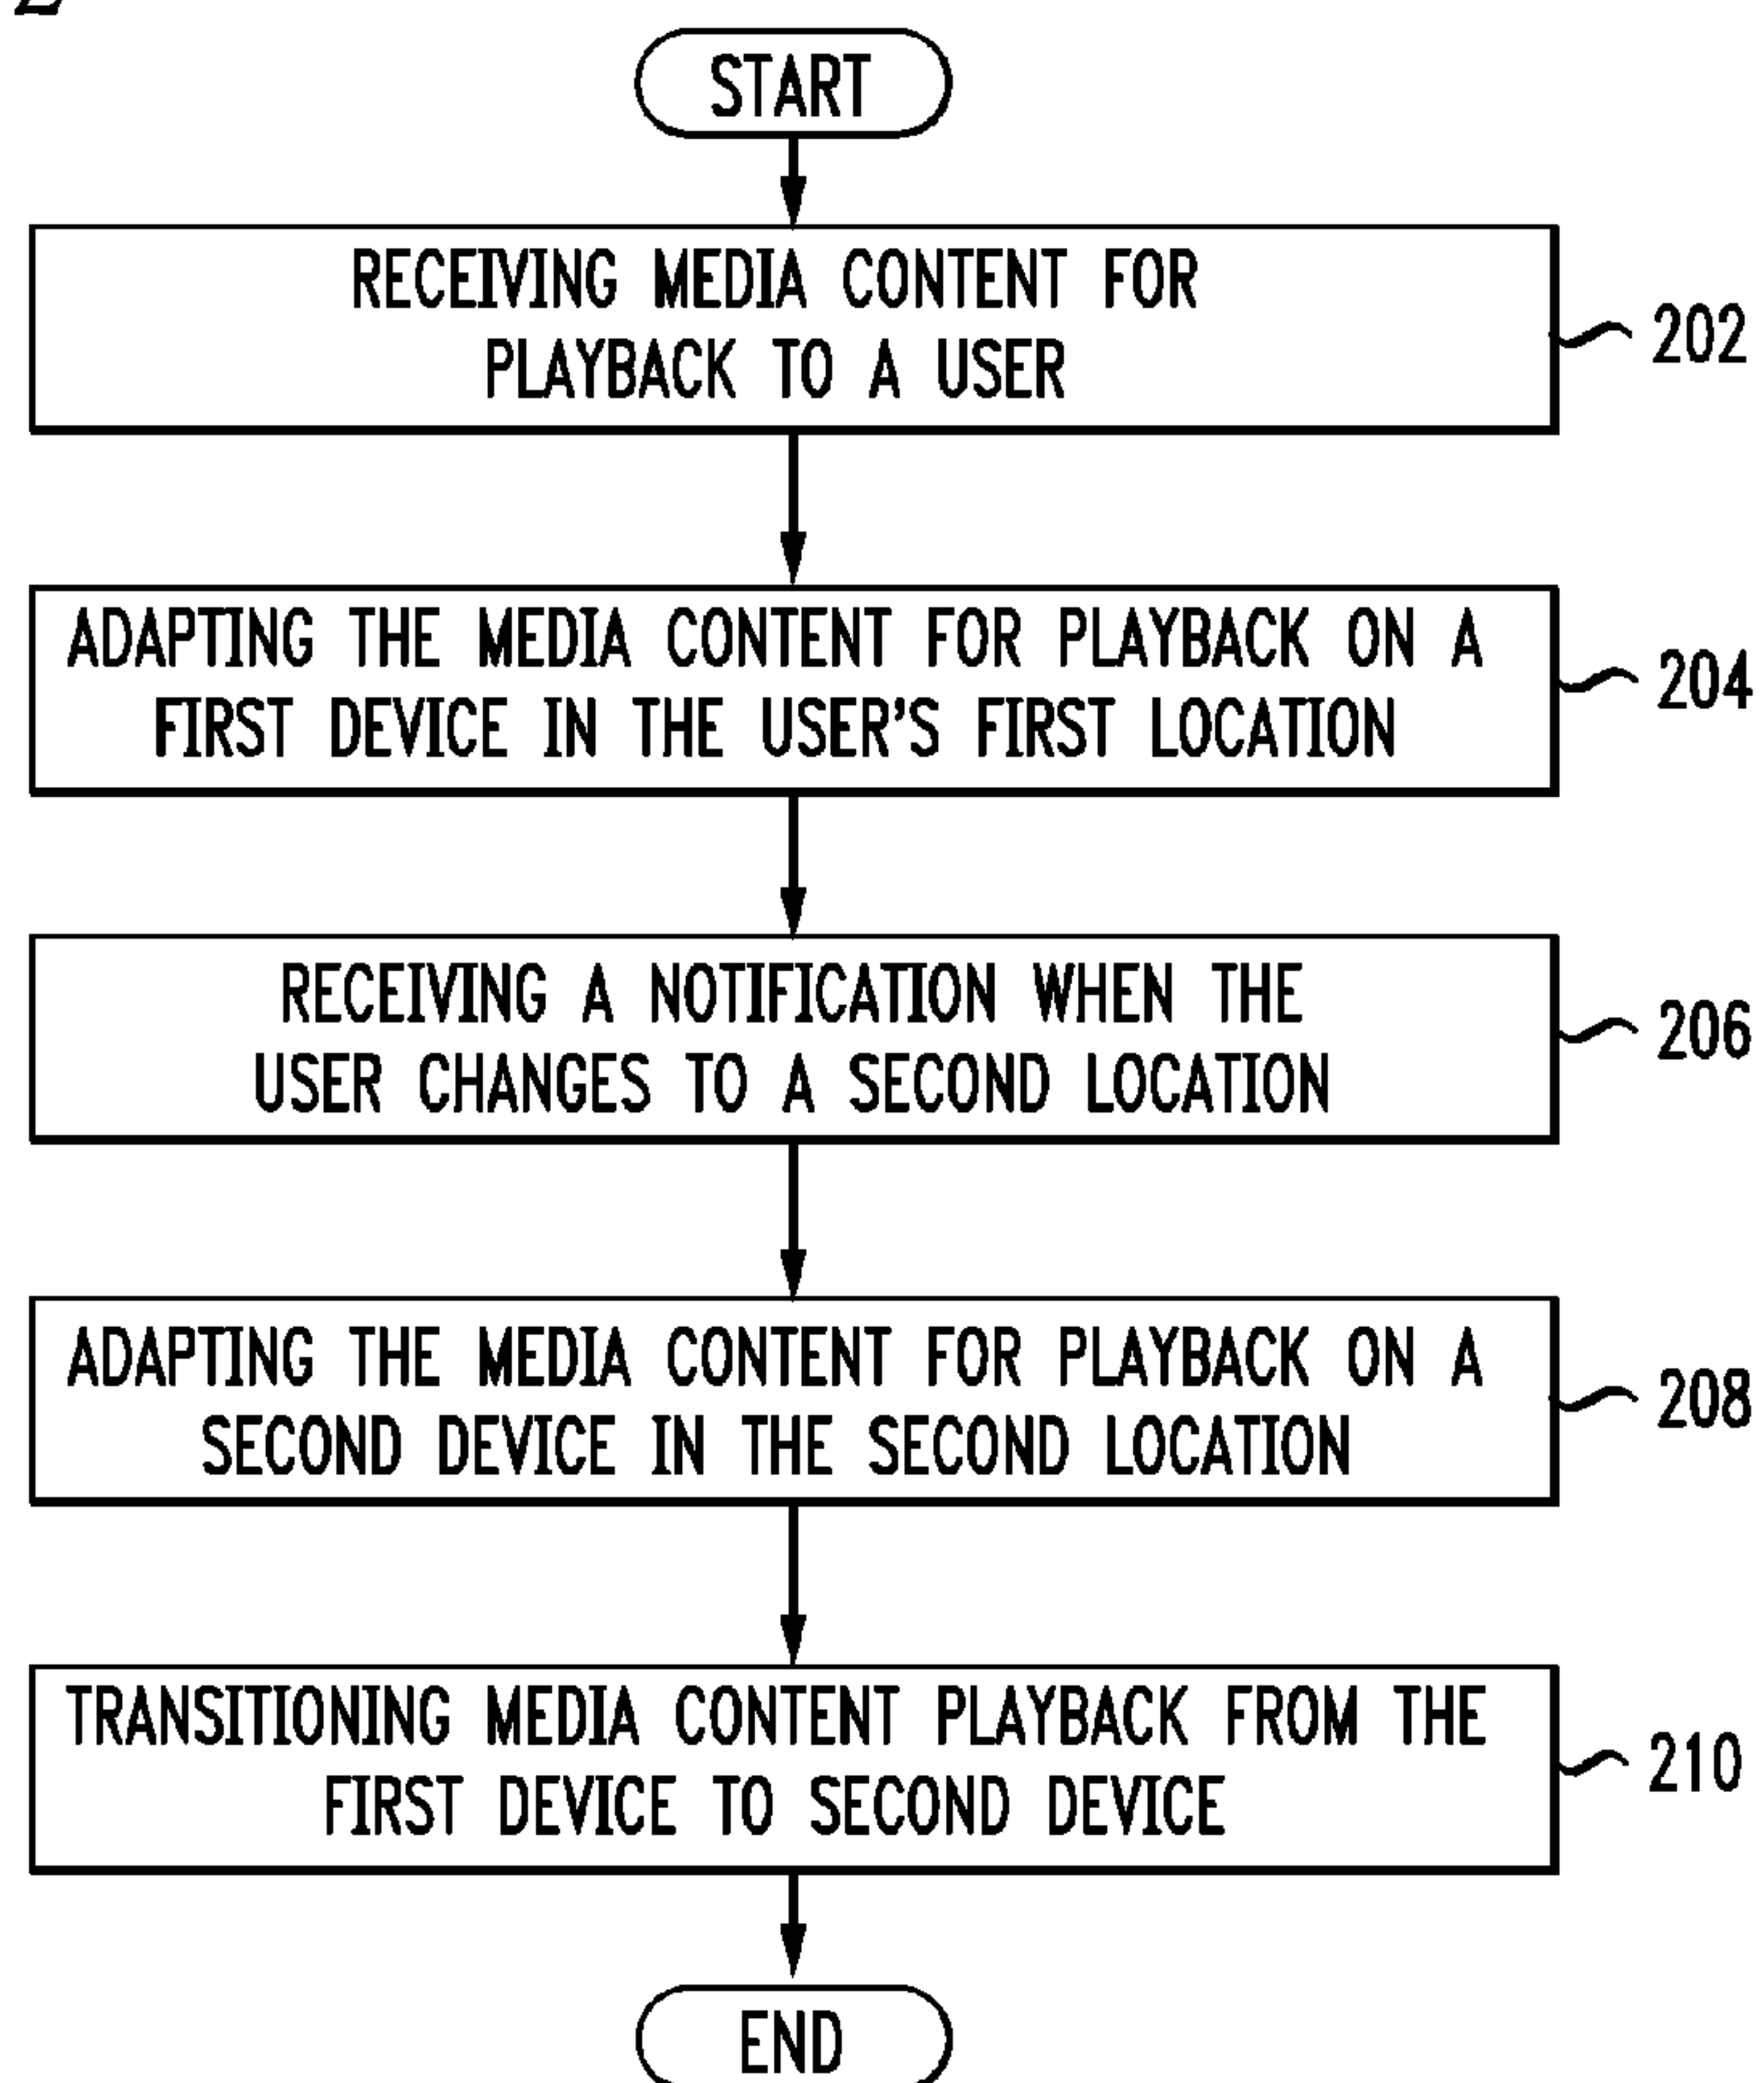 START
RECEIVING MEDIA CONTENT FOR
PLAYBACK TO A USER
202
ADAPTING THE MEDIA CONTENT FOR PLAYBACK ON A
FIRST DEVICE IN THE USER'S FIRST LOCATION
204
RECEIVING A NOTIFICATION WHEN THE
USER CHANGES TO A SECOND LOCATION
206
ADAPTING THE MEDIA CONTENT FOR PLAYBACK ON A
SECOND DEVICE IN THE SECOND LOCATION
208
TRANSITIONING MEDIA CONTENT PLAYBACK FROM THE
FIRST DEVICE TO SECOND DEVICE
210
END